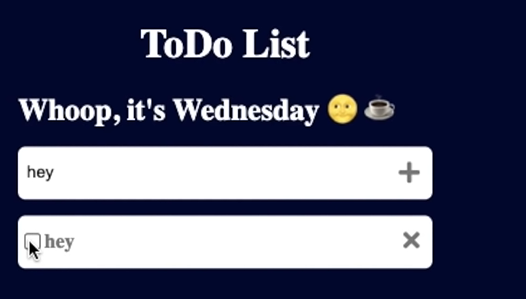 ToDo List
Whoop, it's Wednesday 🌝 ☕
hey
hey